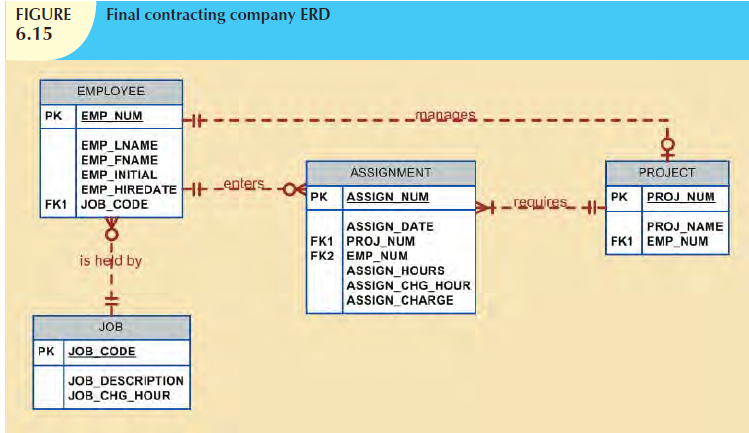 FIGURE 6.15
Final contracting company ERD
EMPLOYEE
PK EMP_NUM
EMP_LNAME
EMP_FNAME
EMP_INITIAL
EMP_HIREDATE
FK1 JOB_CODE
manages
enters
ASSIGNMENT
PK ASSIGN_NUM
ASSIGN_DATE
FK1 PROJ_NUM
FK2 EMP_NUM
ASSIGN_HOURS
ASSIGN_CHG_HOUR
ASSIGN_CHARGE
requires
PROJECT
PK PROJ_NUM
PROJ_NAME
FK1 EMP_NUM
is held by
JOB
PK JOB_CODE
JOB_DESCRIPTION
JOB_CHG_HOUR